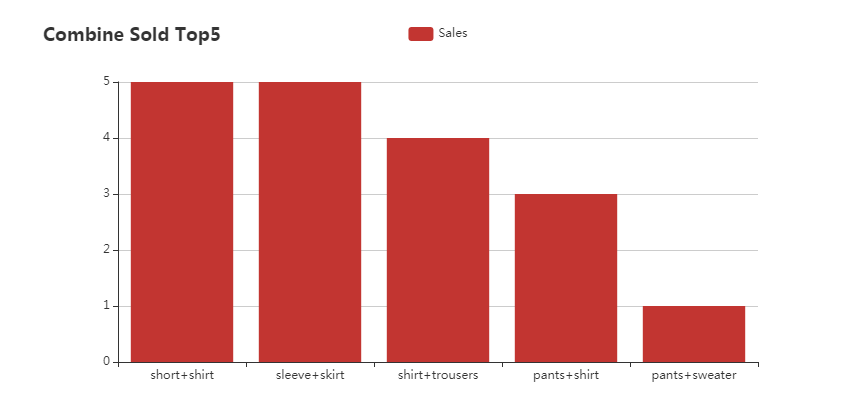 Combine Sold Top5
Sales
5
4
3
2
1
0
short+shirt
sleeve+skirt
shirt+trousers
pants+shirt
pants+sweater